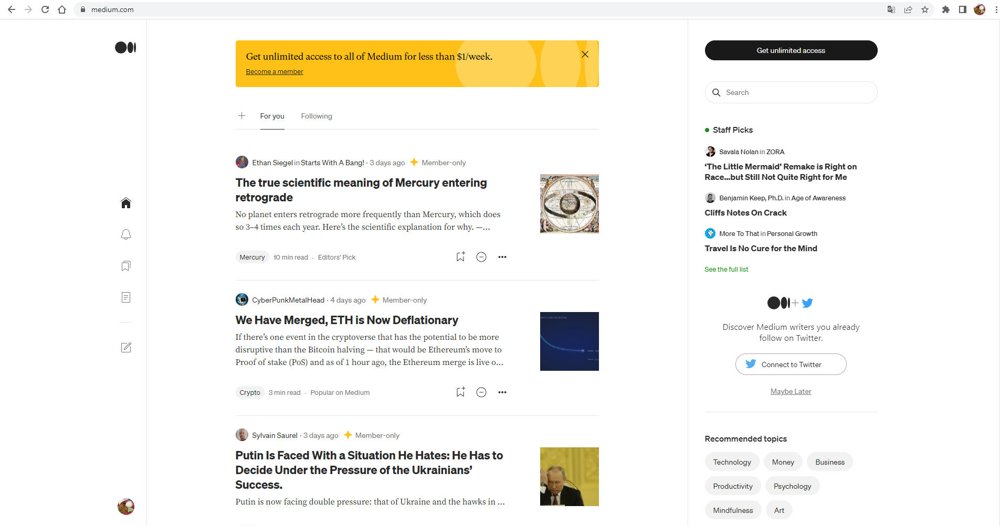 medium.com
Get unlimited access to all of Medium for less than $1/week.
Become a member
For you
Following
Ethan Siegel in Starts With A Bang! · 3 days ago
Member-only
The true scientific meaning of Mercury entering
retrograde
No planet enters retrograde more frequently than Mercury, which does
so 3–4 times each year. Here’s the scientific explanation for why. —...
Mercury
10 min read · Editors’ Pick
CyberPunkMetalHead · 4 days ago
Member-only
We Have Merged, ETH is Now Deflationary
If there’s one event in the cryptoverse that has the potential to be more
disruptive than the Bitcoin halving — that would be Ethereum’s move to
Proof of stake (PoS) and as of 1 hour ago, the Ethereum merge is live o...
Crypto
3 min read · Popular on Medium
Sylvain Saurel · 3 days ago
Member-only
Putin Is Faced With a Situation He Hates: He Has to
Decide Under the Pressure of the Ukrainians’
Success.
Putin is now facing double pressure: that of Ukraine and the hawks in ...
Get unlimited access
Search
Staff Picks
Savala Nolan in ZORA
‘The Little Mermaid’ Remake is Right on
Race...but Still Not Quite Right for Me
Benjamin Keep, Ph.D. in Age of Awareness
Cliffs Notes On Crack
More To That in Personal Growth
Travel Is No Cure for the Mind
See the full list
Discover Medium writers you already
follow on Twitter.
Connect to Twitter
Maybe Later
Recommended topics
Technology
Money
Business
Productivity
Psychology
Mindfulness
Art